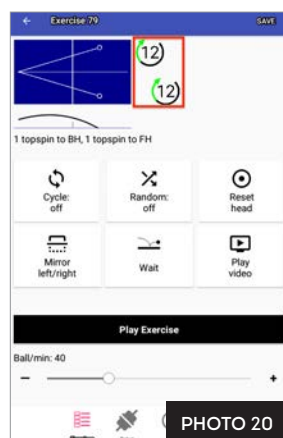 Exercise 79
SAVE
12
12
1 topspin to BH, 1 topspin to FH
Cycle:
off
Random:
off
Reset
head
Mirror
left/right
Wait
Play
video
Play Exercise
Ball/min: 40
PHOTO 20